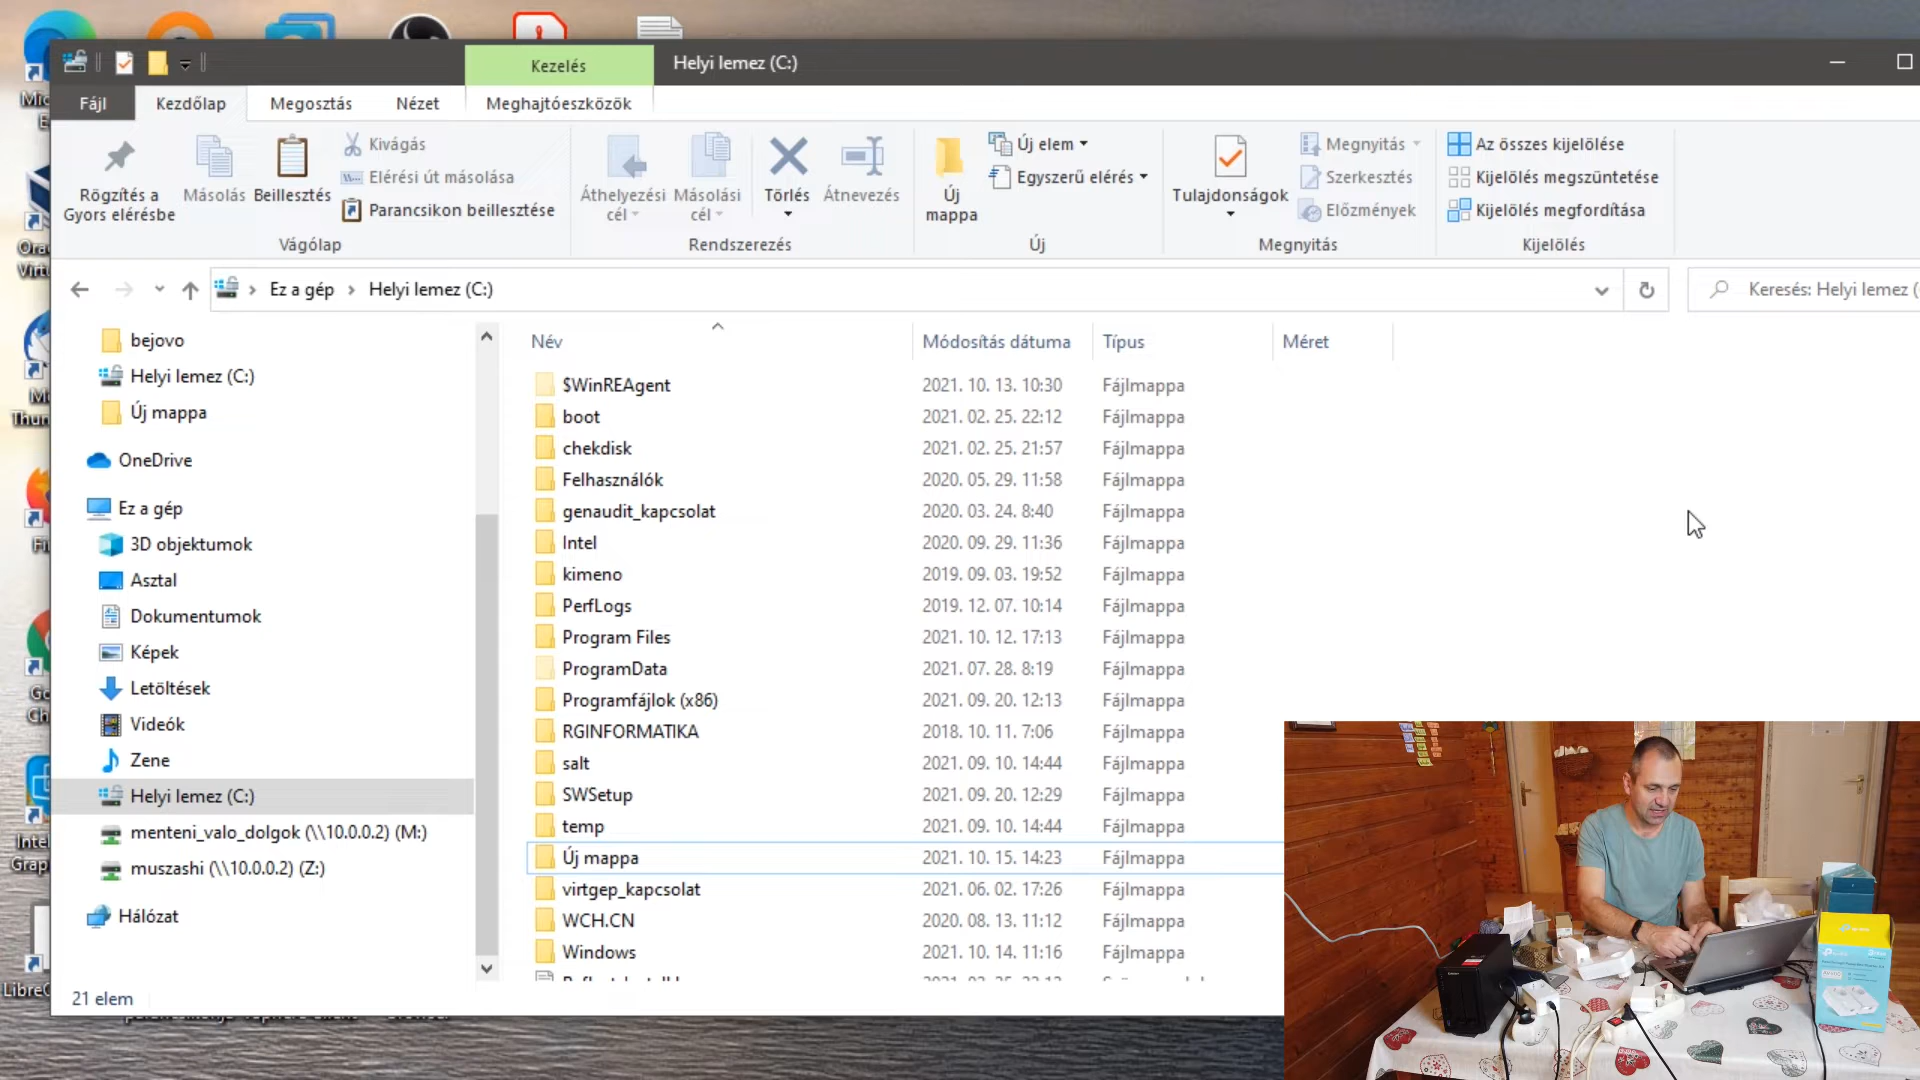 Kezelés
Helyi lemez (C:)
Fájl
Kezdőlap
Megosztás
Nézet
Meghajtóeszközök
Rögzítés a
Gyors elérésbe
Másolás
Beillesztés
Kivágás
Elérési út másolása
Parancsikon beillesztése
Vágólap
Áthelyezési
cél
Másolási
cél
Törlés
Átnevezés
Rendszerezés
Új
mappa
Új elem
Egyszerű elérés
Új
Tulajdonságok
Megnyitás
Szerkesztés
Előzmények
Megnyitás
Az összes kijelölése
Kijelölés megszüntetése
Kijelölés megfordítása
Kijelölés
Ez a gép
Helyi lemez (C:)
Keresés: Helyi lemez (
bejovo
Helyi lemez (C:)
Új mappa
OneDrive
Ez a gép
3D objektumok
Asztal
Dokumentumok
Képek
Letöltések
Videók
Zene
Helyi lemez (C:)
menteni_valo_dolgok (\\10.0.0.2) (M:)
muszashi (\\10.0.0.2) (Z:)
Hálózat
Név Módosítás dátuma Típus Méret
$WinREAgent 2021. 10. 13. 10:30 Fájlmappa
boot 2021. 02. 25. 22:12 Fájlmappa
chekdisk 2021. 02. 25. 21:57 Fájlmappa
Felhasználók 2020. 05. 29. 11:58 Fájlmappa
genaudit_kapcsolat 2020. 03. 24. 8:40 Fájlmappa
Intel 2020. 09. 29. 11:36 Fájlmappa
kimeno 2019. 09. 03. 19:52 Fájlmappa
PerfLogs 2019. 12. 07. 10:14 Fájlmappa
Program Files 2021. 10. 12. 17:13 Fájlmappa
ProgramData 2021. 07. 28. 8:19 Fájlmappa
Programfájlok (x86) 2021. 09. 20. 12:13 Fájlmappa
RGINFORMATIKA 2018. 10. 11. 7:06 Fájlmappa
salt 2021. 09. 10. 14:44 Fájlmappa
SWSetup 2021. 09. 20. 12:29 Fájlmappa
temp 2021. 09. 10. 14:44 Fájlmappa
Új mappa 2021. 10. 15. 14:23 Fájlmappa
virtgep_kapcsolat 2021. 06. 02. 17:26 Fájlmappa
WCH.CN 2020. 08. 13. 11:12 Fájlmappa
Windows 2021. 10. 14. 11:16 Fájlmappa
21 elem